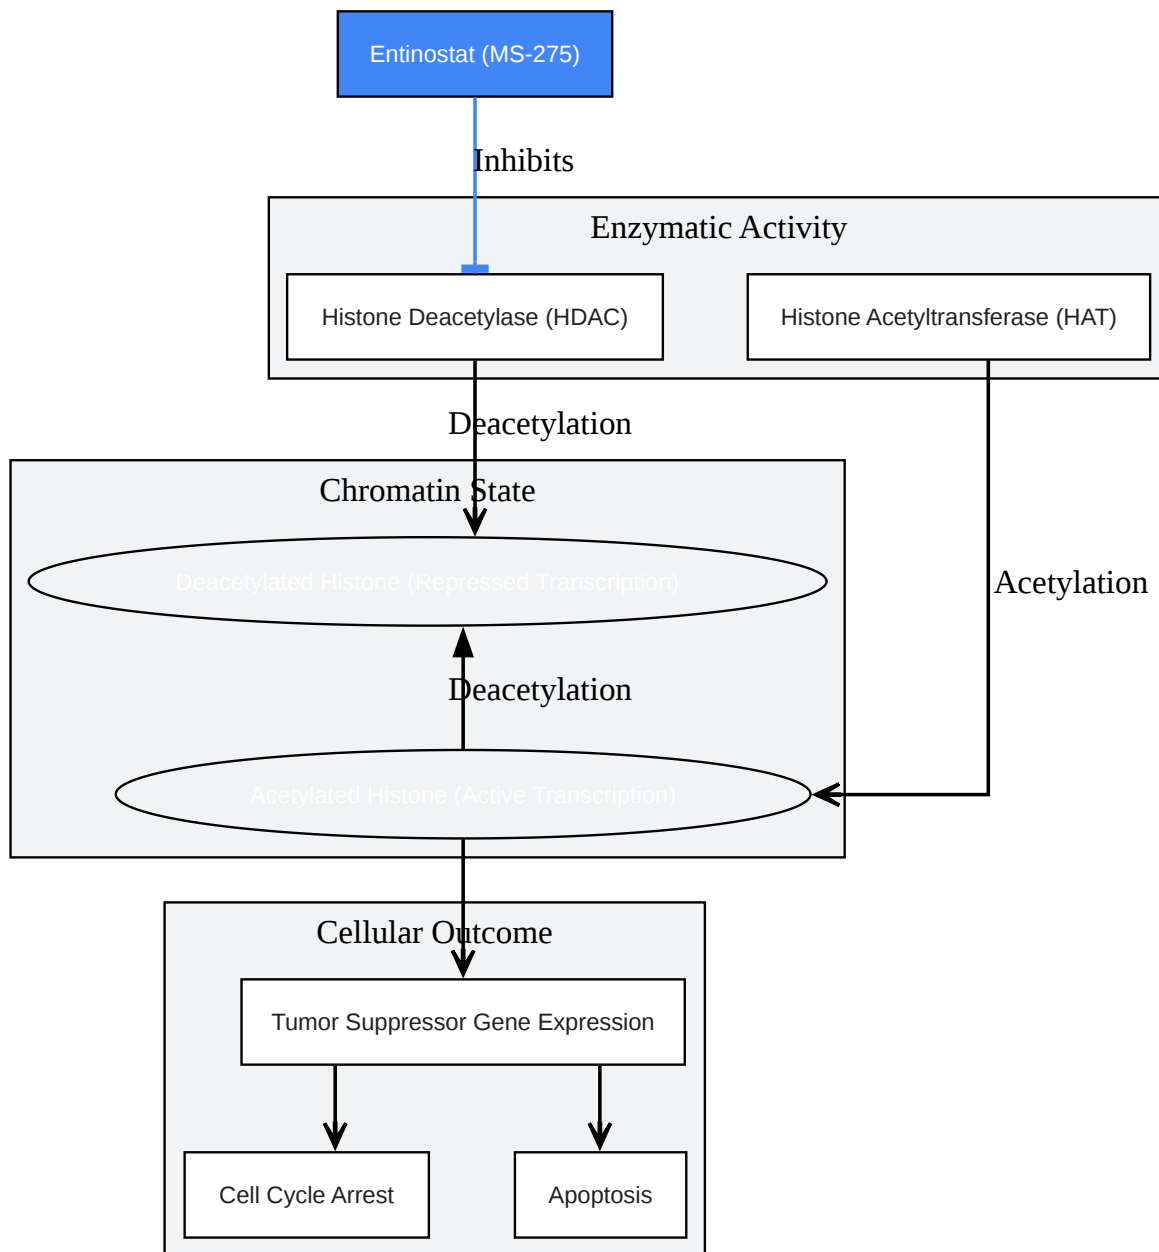 Entinostat (MS-275)
Inhibits
Enzymatic Activity
Histone Deacetylase (HDAC)
Histone Acetyltransferase (HAT)
Deacetylation
Chromatin State
Deacetylated Histone (Repressed Transcription)
Acetylation
Deacetylation
Acetylated Histone (Active Transcription)
Cellular Outcome
Tumor Suppressor Gene Expression
Cell Cycle Arrest
Apoptosis